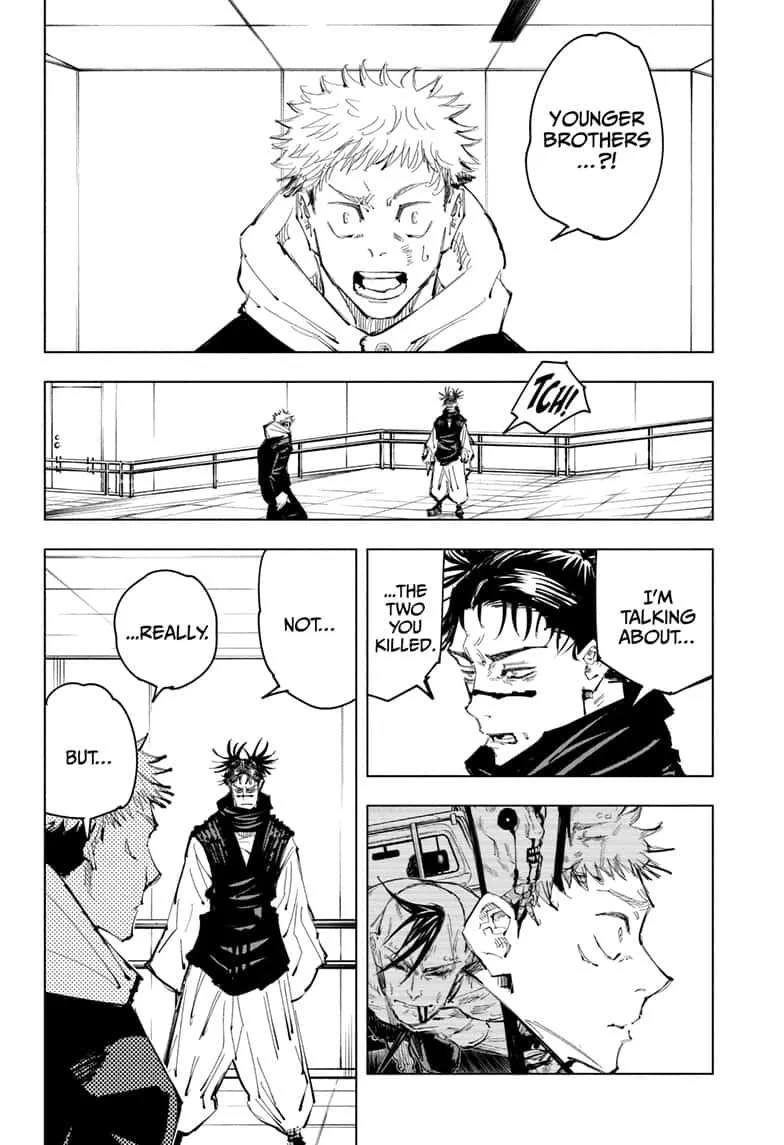 YOUNGER
BROTHERS
...?!
TCH!
I'M
TALKING
ABOUT...
...THE
TWO
YOU
KILLED.
NOT...
...REALLY.
BUT...